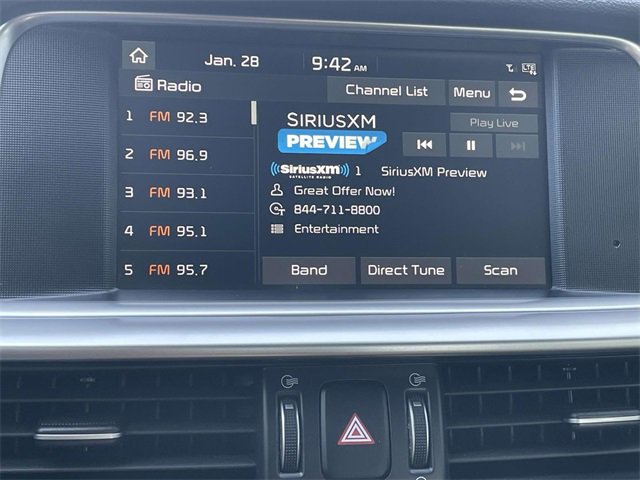 Jan. 28 9:42 AM LTE
Radio Channel List Menu
1 FM 92.3
2 FM 96.9
3 FM 93.1
4 FM 95.1
5 FM 95.7
SIRIUSXM
PREVIEW
Play Live
((SiriusXM)) 1 SiriusXM Preview
SATELLITE RADIO
Great Offer Now!
844-711-8800
Entertainment
Band Direct Tune Scan